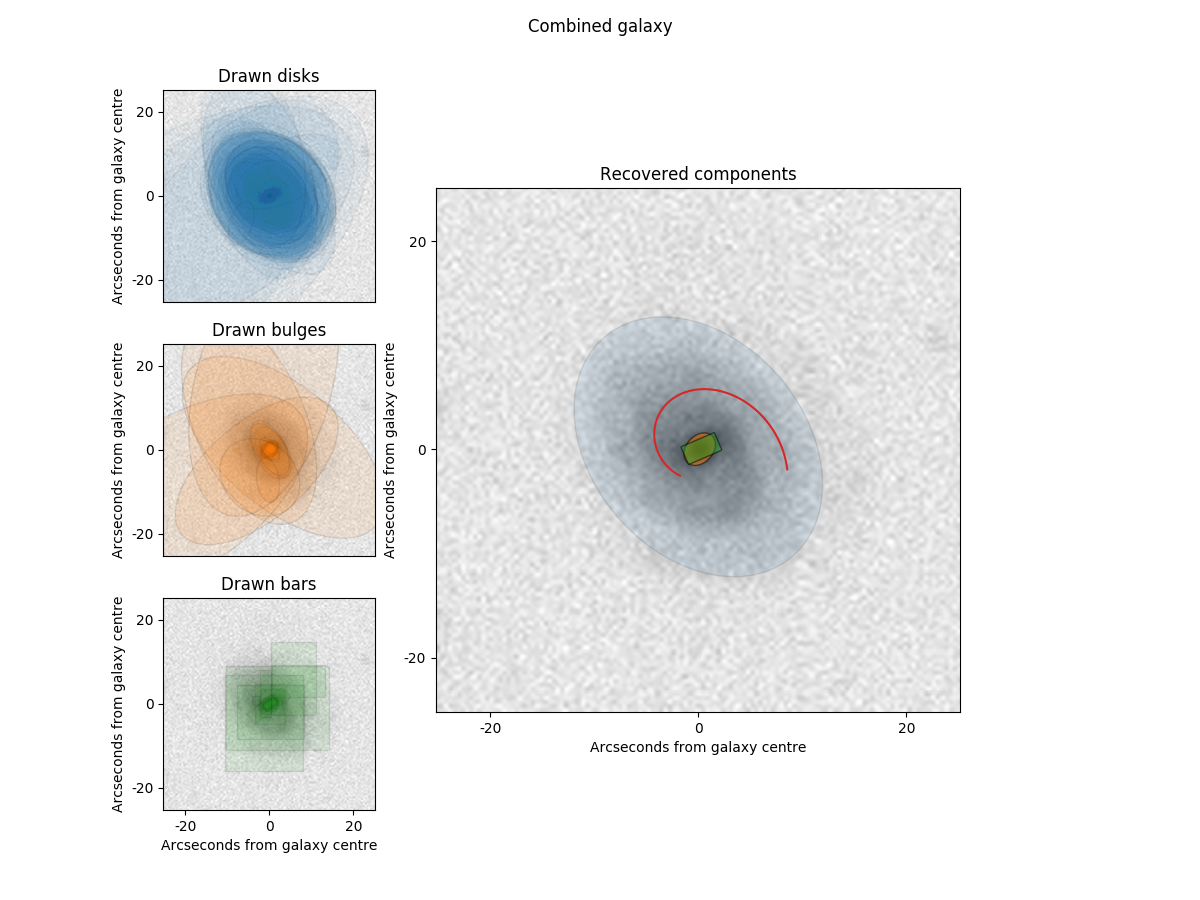 Combined galaxy
Drawn disks
Arcseconds from galaxy centre
20
0
-20
Drawn bulges
Arcseconds from galaxy centre
20
0
-20
Drawn bars
Arcseconds from galaxy centre
20
0
-20
-20 0 20
Arcseconds from galaxy centre
Recovered components
Arcseconds from galaxy centre
20
0
-20
-20 0 20
Arcseconds from galaxy centre